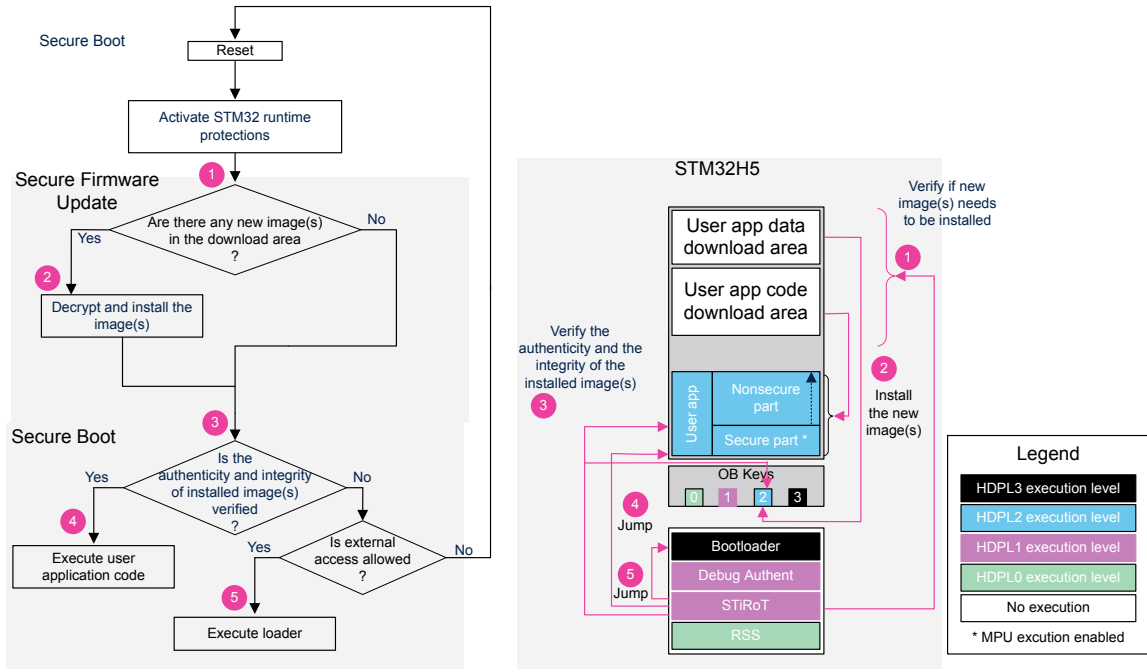 Secure Boot
Reset
Activate STM32 runtime
protections
1
Secure Firmware
Update
Are there any new image(s)
in the download area
?
Yes
No
2
Decrypt and install the
image(s)
3
Secure Boot
Is the
authenticity and integrity
of installed image(s)
verified
?
Yes
No
4
Execute user
application code
Is external
access allowed
?
Yes
No
5
Execute loader
STM32H5
User app data
download area
User app code
download area
Verify if new
image(s) needs
to be installed
1
2
Install
the new
image(s)
Verify the
authenticity and the
integrity of the
installed image(s)
3
User app
Nonsecure
part
Secure part *
OB Keys
0
1
2
3
4
Jump
5
Jump
Bootloader
Debug Authent
STiRoT
RSS
Legend
HDPL3 execution level
HDPL2 execution level
HDPL1 execution level
HDPL0 execution level
No execution
* MPU excution enabled